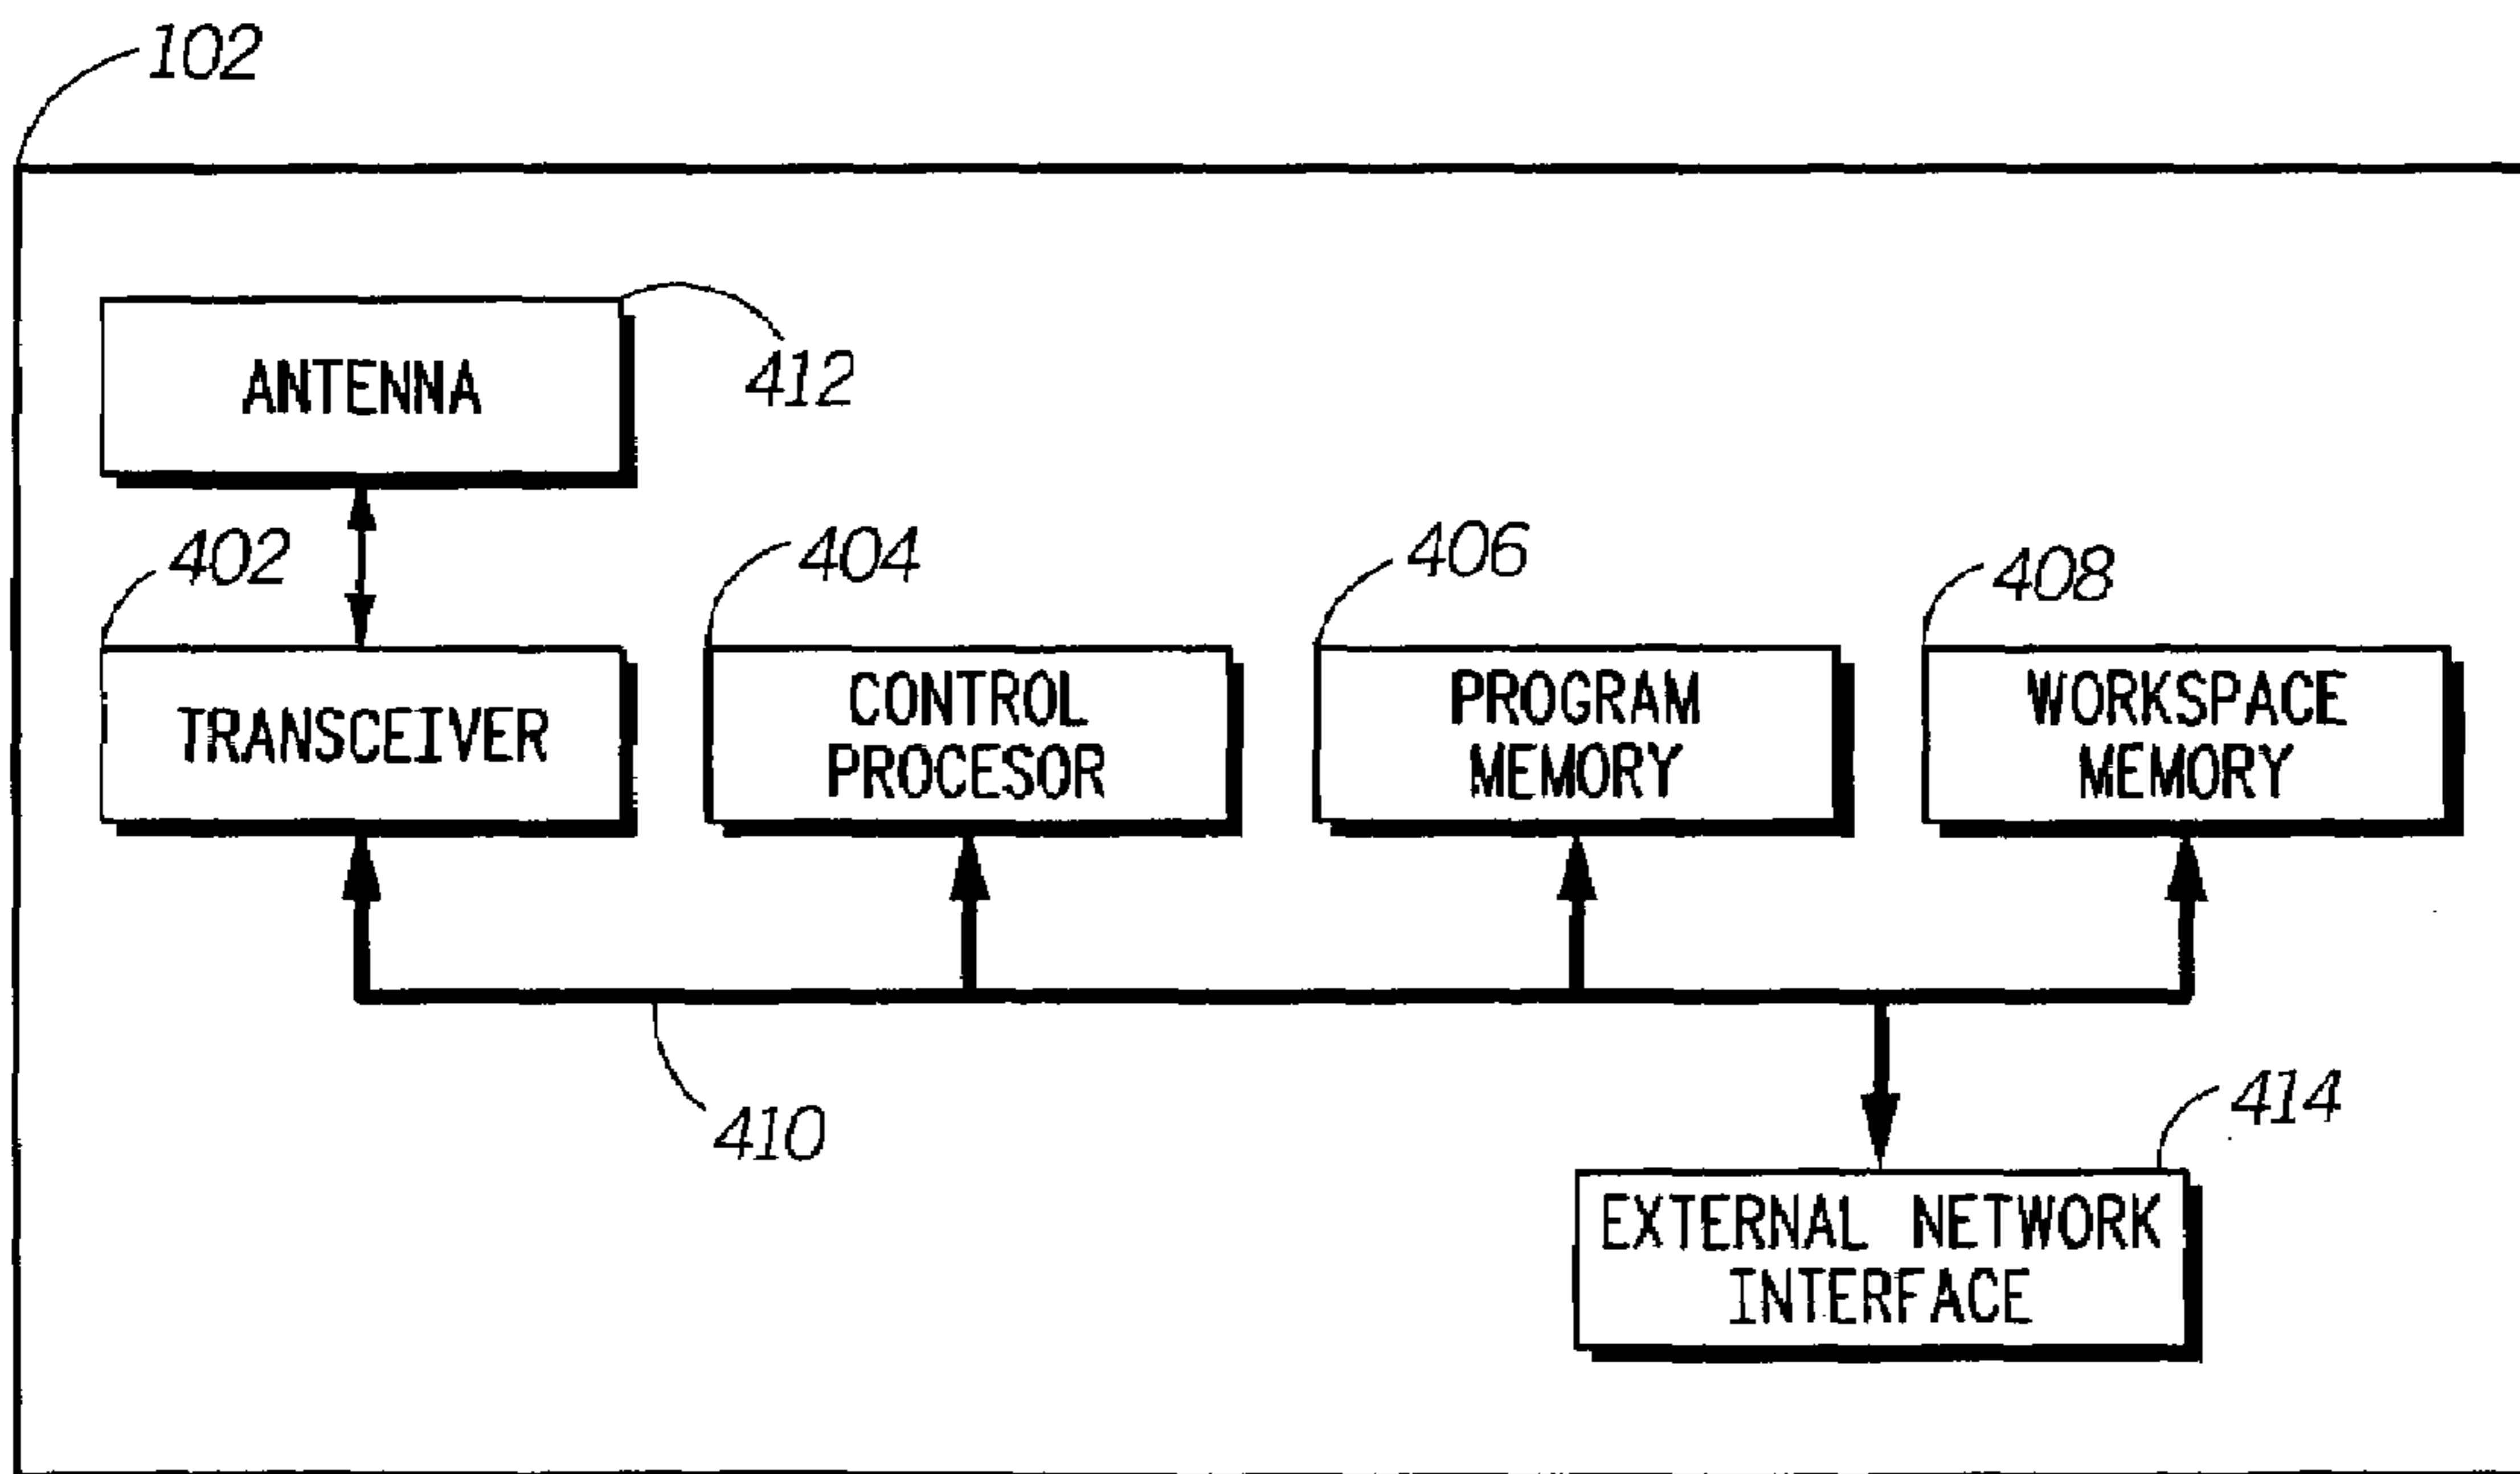 102
ANTENNA
412
402
404
406
408
TRANSCEIVER
CONTROL
PROCESOR
PROGRAM
MEMORY
WORKSPACE
MEMORY
410
414
EXTERNAL NETWORK
INTERFACE